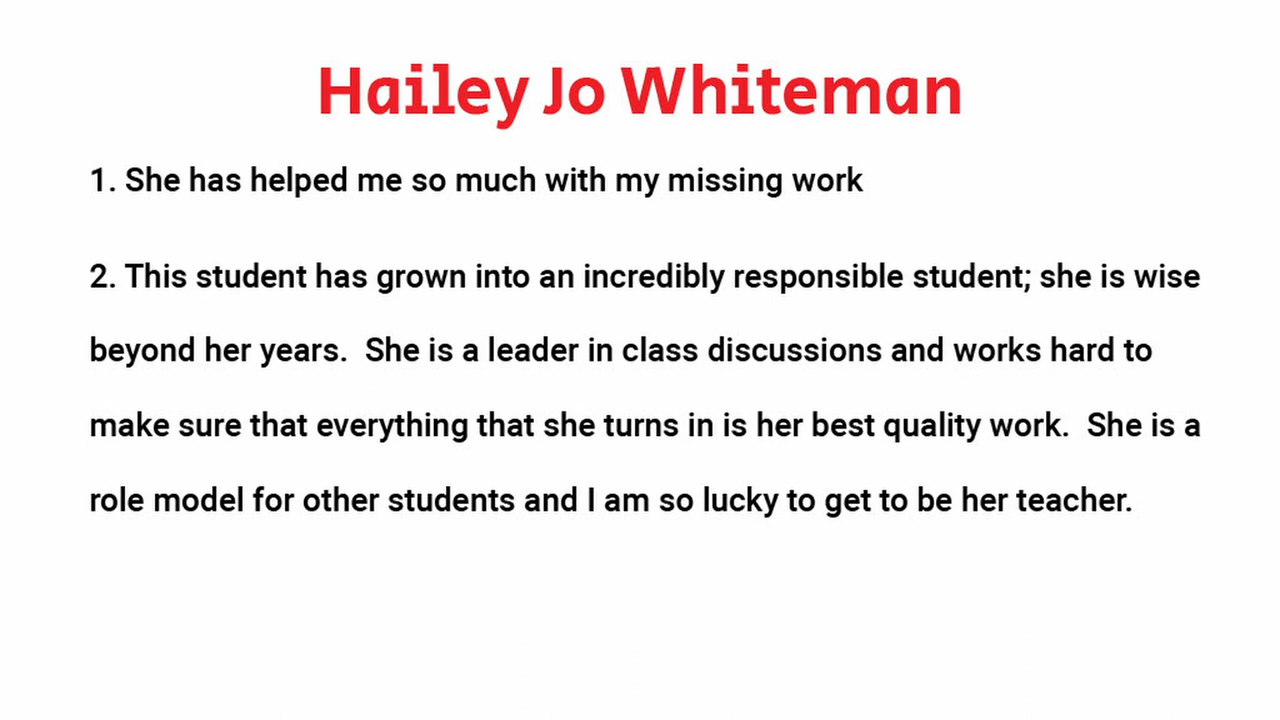 Hailey Jo Whiteman
1. She has helped me so much with my missing work
2. This student has grown into an incredibly responsible student; she is wise
beyond her years.  She is a leader in class discussions and works hard to
make sure that everything that she turns in is her best quality work.  She is a
role model for other students and I am so lucky to get to be her teacher.